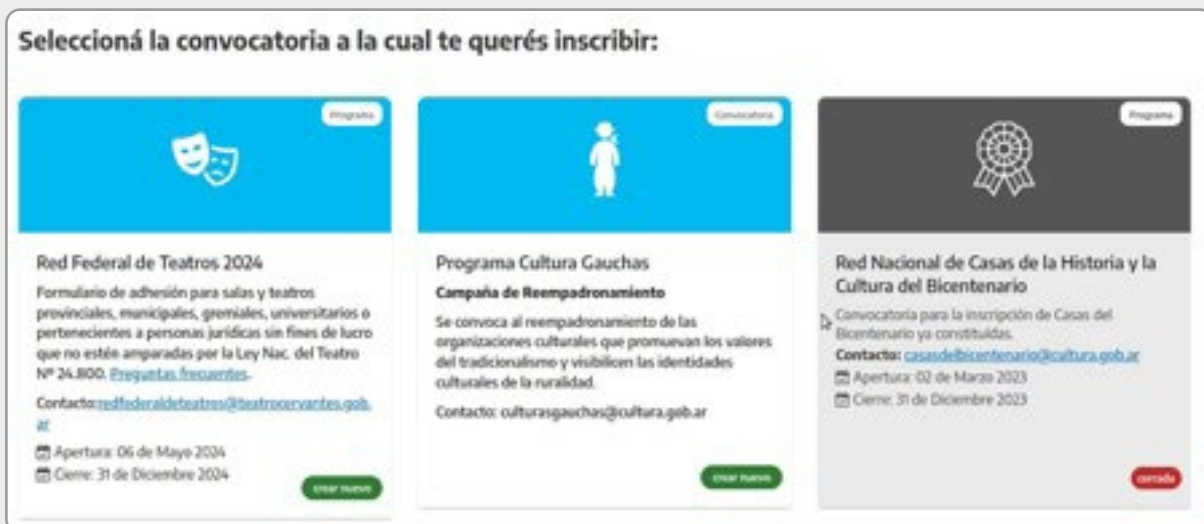 Seleccioná la convocatoria a la cual te querés inscribir:
Programa
Red Federal de Teatros 2024
Formulario de adhesión para salas y teatros
provinciales, municipales, gremiales, universitarios o
pertenecientes a personas jurídicas sin fines de lucro
que no estén amparadas por la Ley Nac. del Teatro
Nº 24.800. Preguntas frecuentes.
Contacto:redfederaldeteatros@teatrocervantes.gob.
ar
Apertura: 06 de Mayo 2024
Cierre: 31 de Diciembre 2024
crear nuevo
Convocatoria
Programa Cultura Gauchas
Campaña de Reempadronamiento
Se convoca al reempadronamiento de las
organizaciones culturales que promuevan los valores
del tradicionalismo y visibilicen las identidades
culturales de la ruralidad.
Contacto: culturasgauchas@cultura.gob.ar
crear nuevo
Programa
Red Nacional de Casas de la Historia y la
Cultura del Bicentenario
Convocatoria para la inscripción de Casas del
Bicentenario ya constituídas.
Contacto: casasdelbicentenario@cultura.gob.ar
Apertura: 02 de Marzo 2023
Cierre: 31 de Diciembre 2023
cerrada